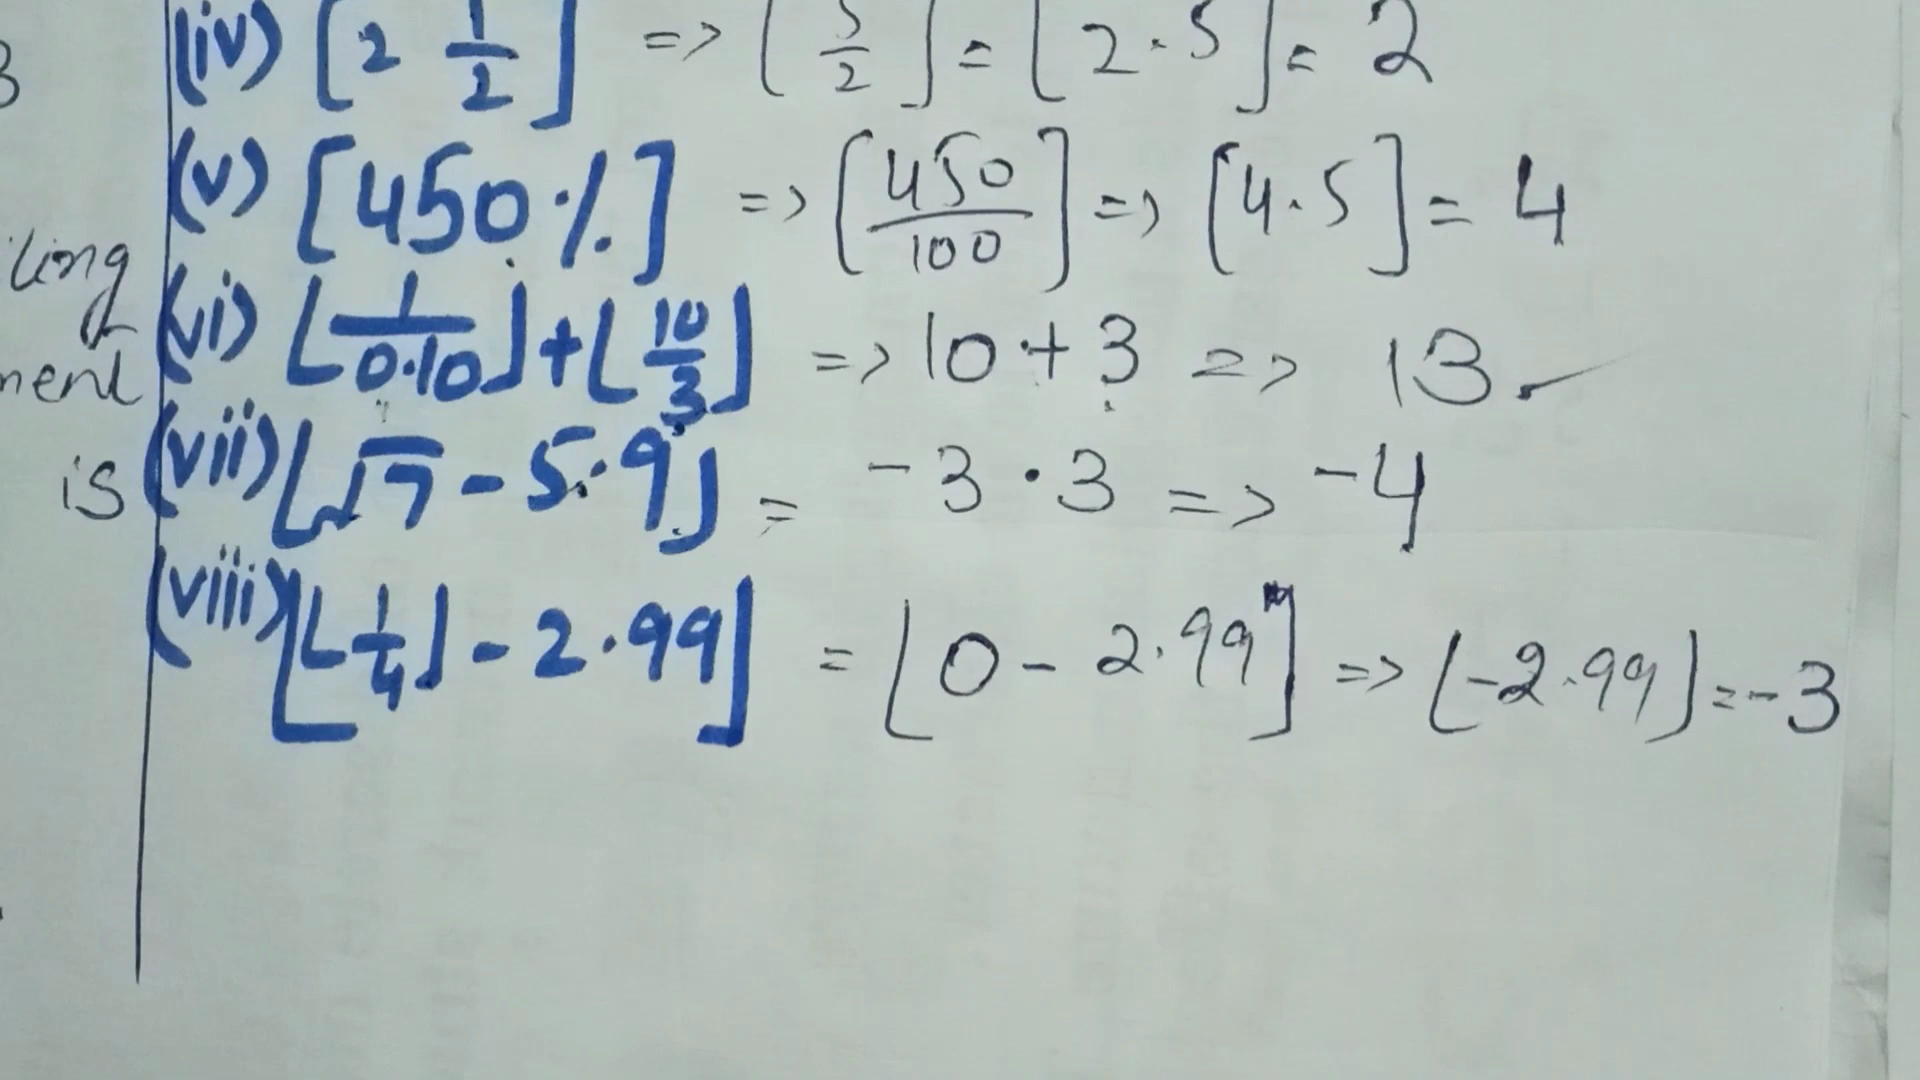 3
(iv) [2 1/2⌋ => [5/2⌋ = [2.5⌋ = 2
(v) [450%] => [450/100] => [4.5] = 4
iling
(vi) ⌊1/0.10⌋ + ⌊10/3⌋ => 10 + 3 => 13.
ment
(vii) ⌊√7 - 5.9⌋ = -3.3 => -4
is
(viii) ⌊⌊1/4⌋ - 2.99⌋ = ⌊0 - 2.99⌋ => ⌊-2.99⌋ = -3